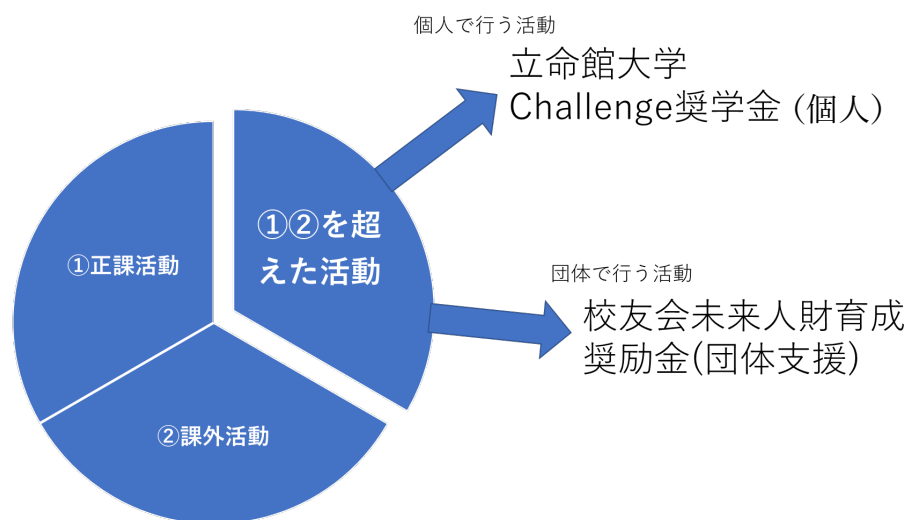 個人で行う活動
立命館大学
Challenge奨学金 (個人)
①②を超
えた活動
①正課活動
団体で行う活動
校友会未来人財育成
奨励金(団体支援)
②課外活動